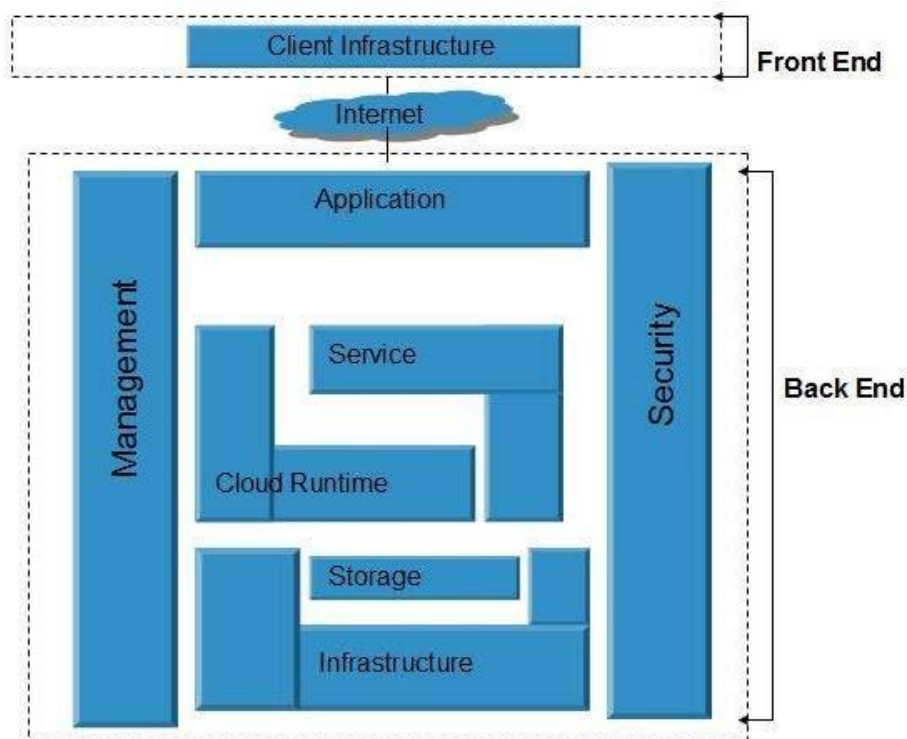 Client Infrastructure
Front End
Internet
Application
Management
Service
Security
Back End
Cloud Runtime
Storage
Infrastructure